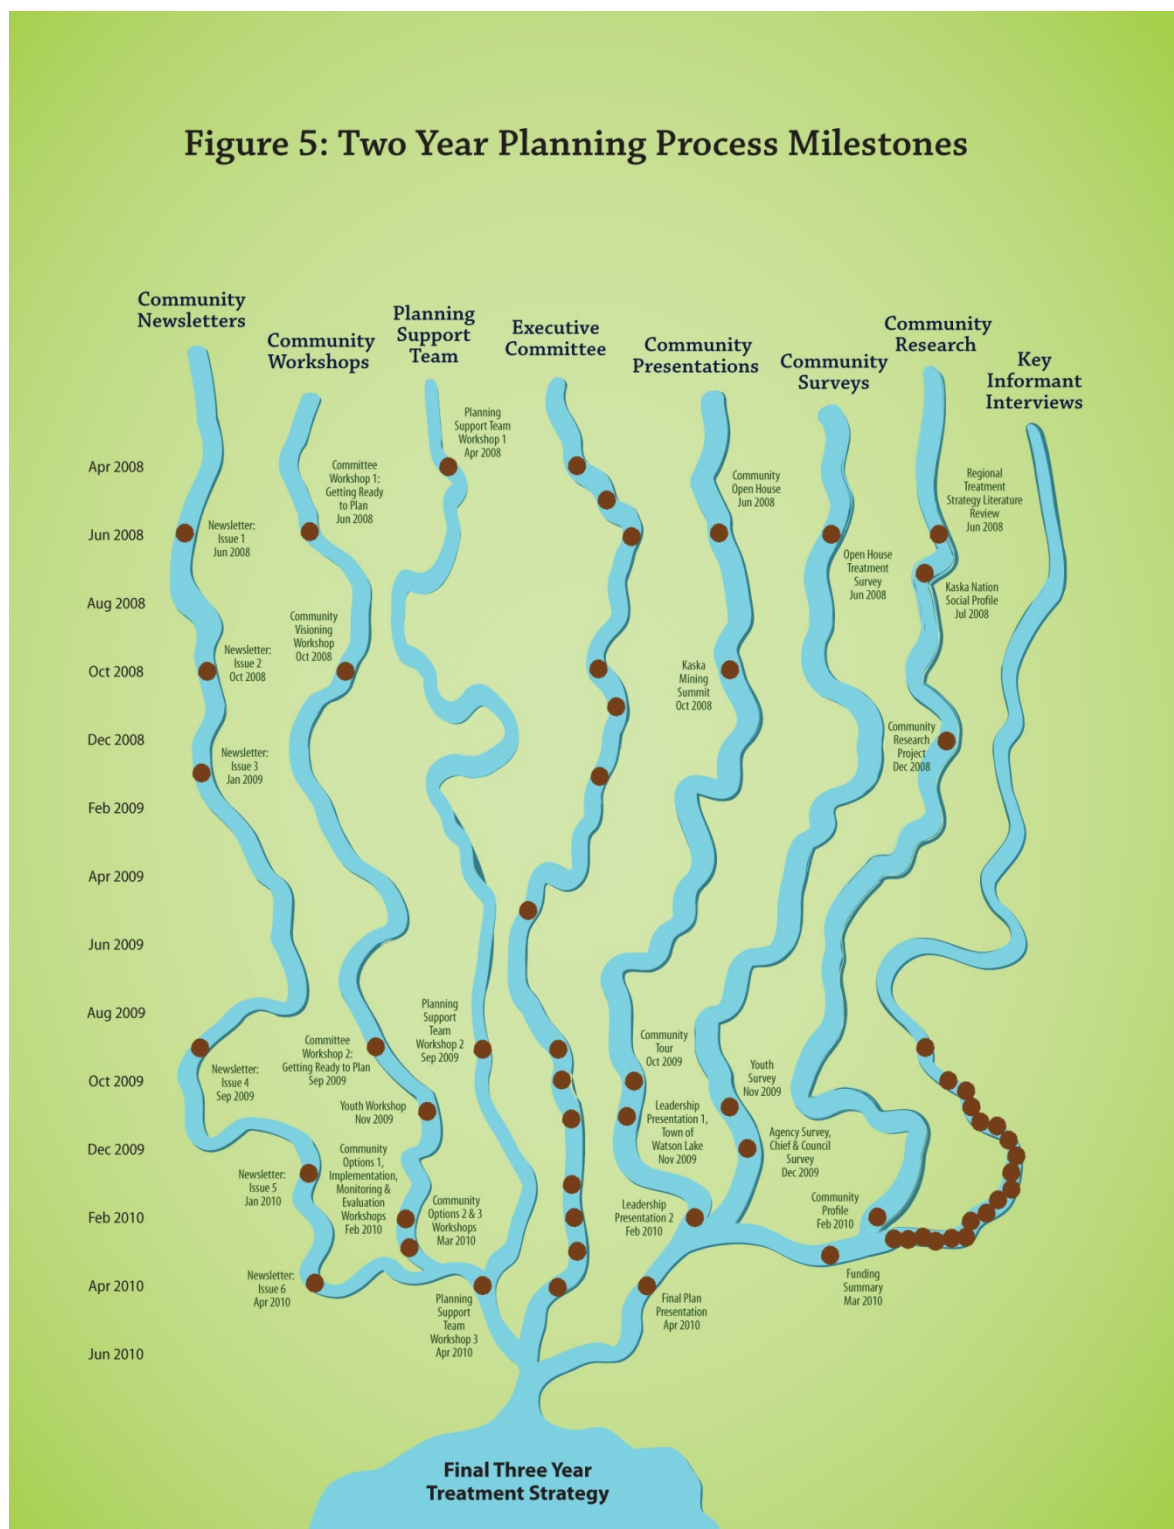 Figure 5: Two Year Planning Process Milestones
Community
Newsletters
Community
Workshops
Planning
Support
Team
Executive
Committee
Community
Presentations
Community
Surveys
Community
Research
Key
Informant
Interviews
Apr 2008
Jun 2008
Aug 2008
Oct 2008
Dec 2008
Feb 2009
Apr 2009
Jun 2009
Aug 2009
Oct 2009
Dec 2009
Feb 2010
Apr 2010
Jun 2010
Newsletter:
Issue 1
Jun 2008
Newsletter:
Issue 2
Oct 2008
Newsletter:
Issue 3
Jan 2009
Newsletter:
Issue 4
Sep 2009
Newsletter:
Issue 5
Jan 2010
Newsletter:
Issue 6
Apr 2010
Committee
Workshop 1:
Getting Ready
to Plan
Jun 2008
Community
Visioning
Workshop
Oct 2008
Committee
Workshop 2:
Getting Ready to Plan
Sep 2009
Youth Workshop
Nov 2009
Community
Options 1,
Implementation,
Monitoring &
Evaluation
Workshops
Feb 2010
Community
Options 2 & 3
Workshops
Mar 2010
Planning
Support Team
Workshop 1
Apr 2008
Planning
Support
Team
Workshop 2
Sep 2009
Planning
Support
Team
Workshop 3
Apr 2010
Community
Open House
Jun 2008
Kaska
Mining
Summit
Oct 2008
Community
Tour
Oct 2009
Leadership
Presentation 1,
Town of
Watson Lake
Nov 2009
Leadership
Presentation 2
Feb 2010
Final Plan
Presentation
Apr 2010
Open House
Treatment
Survey
Jun 2008
Youth
Survey
Nov 2009
Agency Survey,
Chief & Council
Survey
Dec 2009
Regional
Treatment
Strategy Literature
Review
Jun 2008
Kaska Nation
Social Profile
Jul 2008
Community
Research
Project
Dec 2008
Community
Profile
Feb 2010
Funding
Summary
Mar 2010
Final Three Year
Treatment Strategy